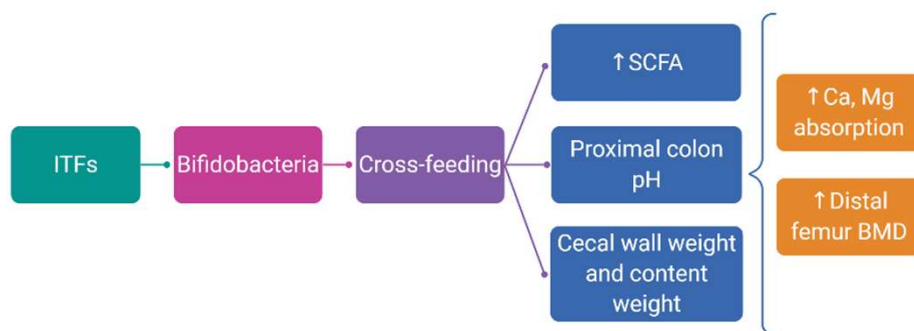 ITFs
Bifidobacteria
Cross-feeding
↑SCFA
Proximal colon
pH
Cecal wall weight
and content
weight
↑Ca, Mg
absorption
↑Distal
femur BMD